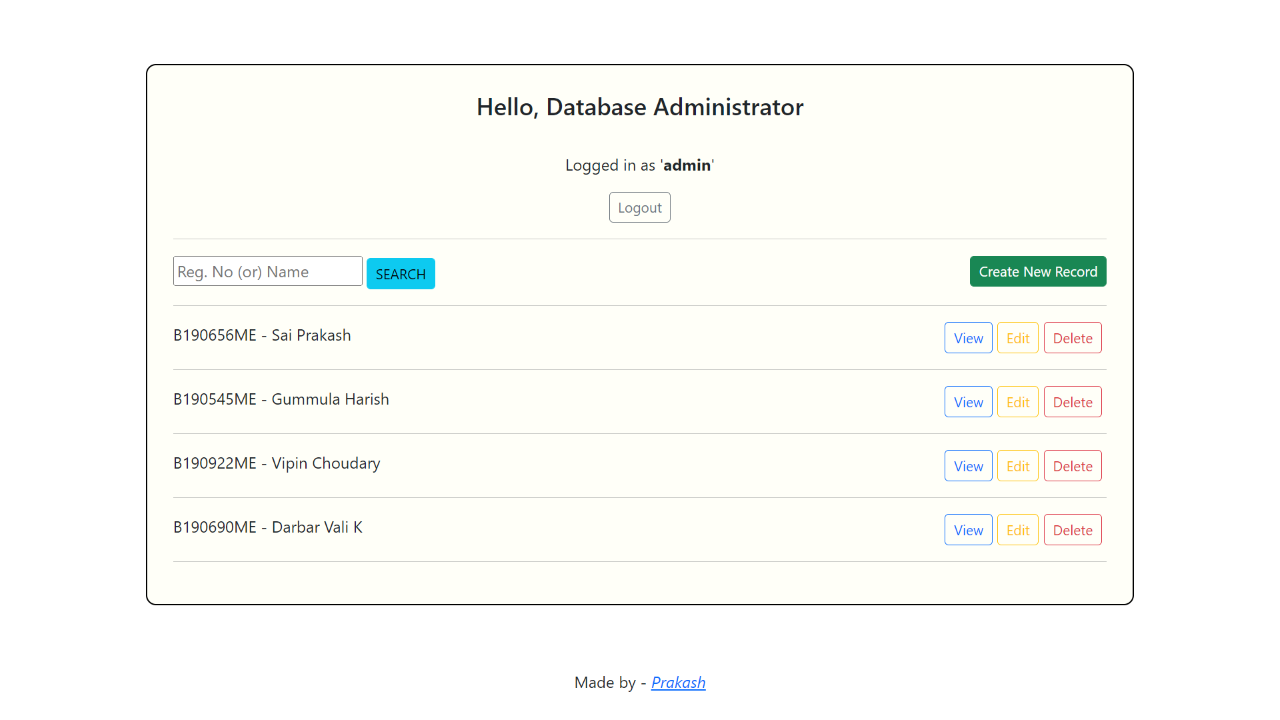 Hello, Database Administrator
Logged in as 'admin'
Logout
Reg. No (or) Name SEARCH Create New Record
B190656ME - Sai Prakash View Edit Delete
B190545ME - Gummula Harish View Edit Delete
B190922ME - Vipin Choudary View Edit Delete
B190690ME - Darbar Vali K View Edit Delete
Made by - Prakash